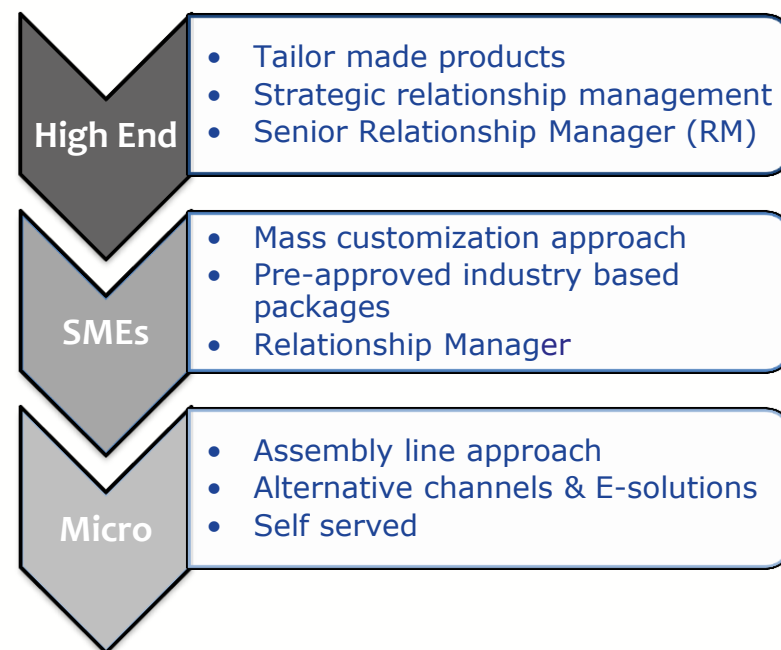 High End
• Tailor made products
• Strategic relationship management
• Senior Relationship Manager (RM)
SMEs
• Mass customization approach
• Pre-approved industry based
packages
• Relationship Manager
Micro
• Assembly line approach
• Alternative channels & E-solutions
• Self served